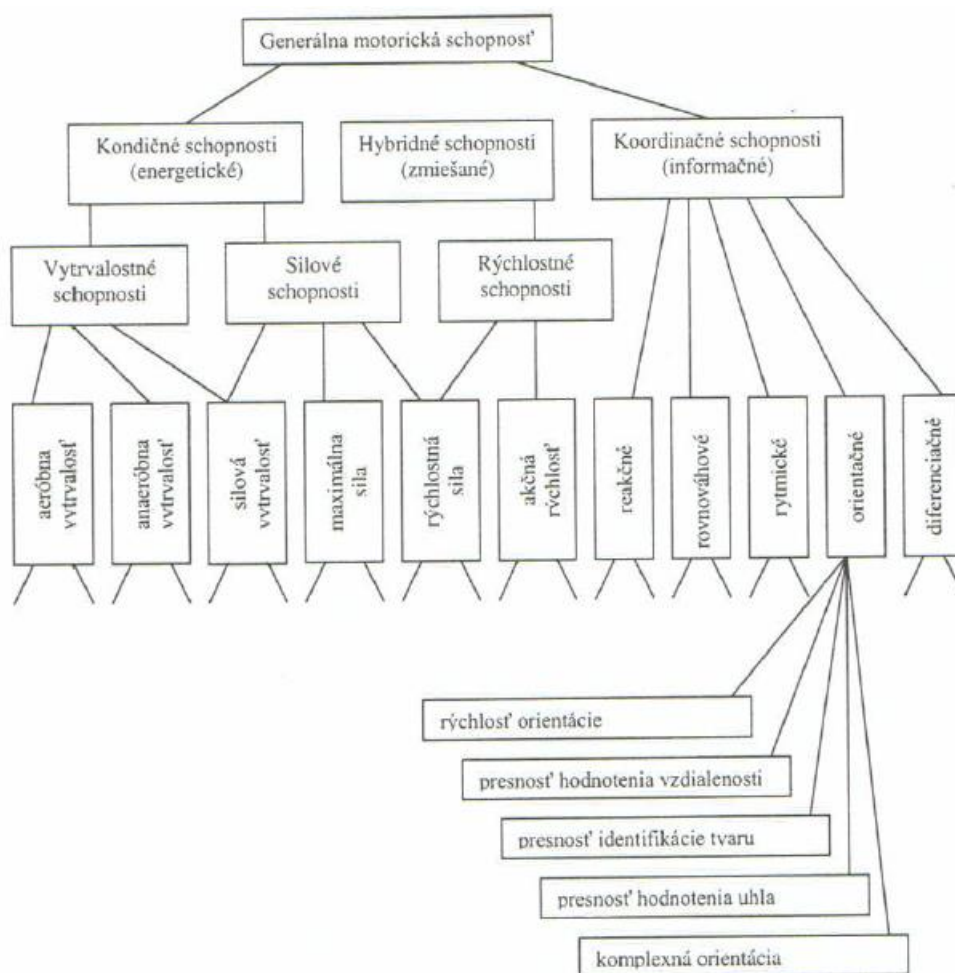 Generálna motorická schopnosť
Kondičné schopnosti
(energetické)
Hybridné schopnosti
(zmiešané)
Koordinačné schopnosti
(informačné)
Vytrvalostné
schopnosti
Silové
schopnosti
Rýchlostné
schopnosti
aeróbna
vytrvalosť
anaeróbna
vytrvalosť
silová
vytrvalosť
maximálna
sila
rýchlostná
sila
akčná
rýchlosť
reakčné
rovnováhové
rytmické
orientačné
diferenciačné
rýchlosť orientácie
presnosť hodnotenia vzdialenosti
presnosť identifikácie tvaru
presnosť hodnotenia uhla
komplexná orientácia